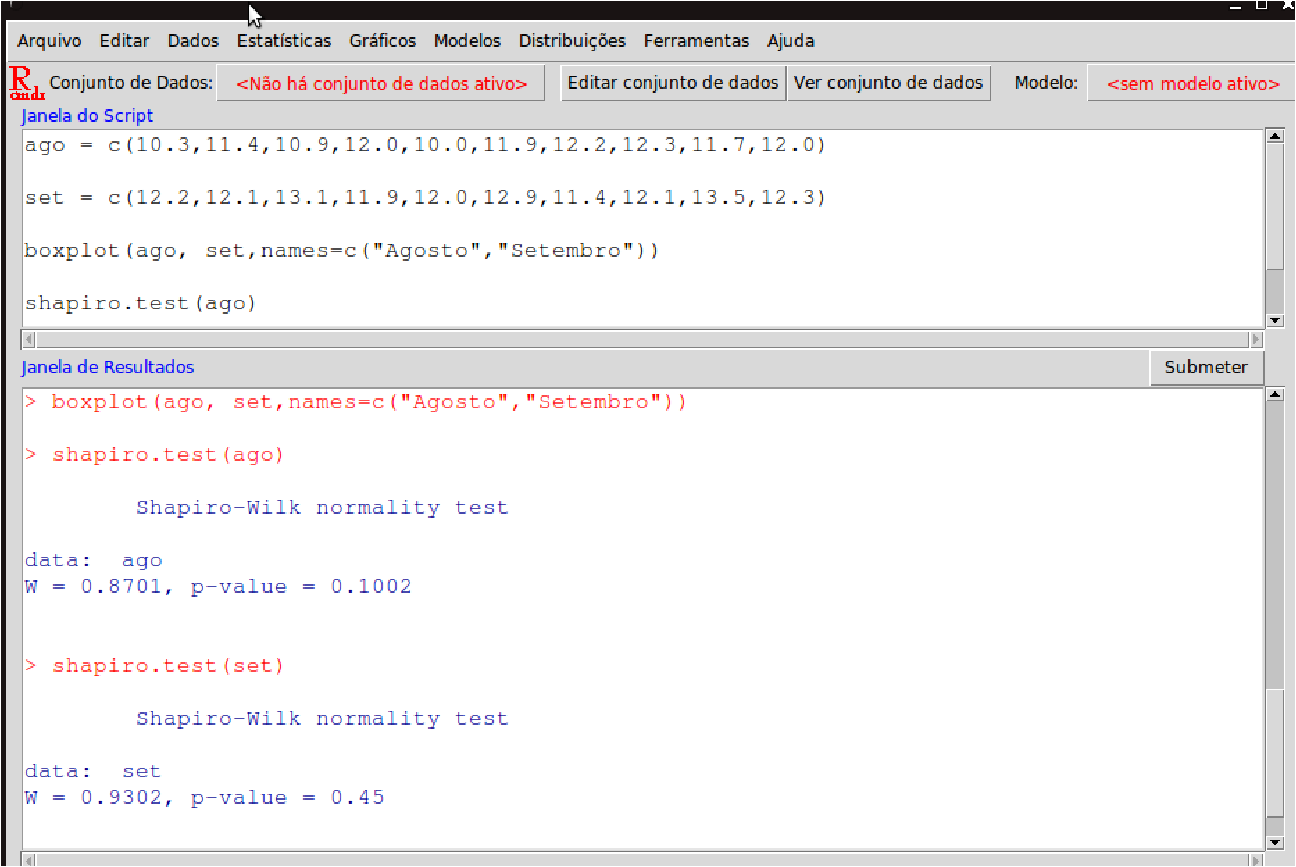 Arquivo Editar Dados Estatísticas Gráficos Modelos Distribuições Ferramentas Ajuda
R Cmdr Conjunto de Dados: <Não há conjunto de dados ativo> Editar conjunto de dados Ver conjunto de dados Modelo: <sem modelo ativo>
Janela do Script
ago = c(10.3,11.4,10.9,12.0,10.0,11.9,12.2,12.3,11.7,12.0)
set = c(12.2,12.1,13.1,11.9,12.0,12.9,11.4,12.1,13.5,12.3)
boxplot(ago, set,names=c("Agosto","Setembro"))
shapiro.test(ago)
Janela de Resultados
Submeter
> boxplot(ago, set,names=c("Agosto","Setembro"))
> shapiro.test(ago)
Shapiro-Wilk normality test
data: ago
W = 0.8701, p-value = 0.1002
> shapiro.test(set)
Shapiro-Wilk normality test
data: set
W = 0.9302, p-value = 0.45